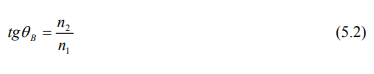 tgθ_B = n_2 / n_1 (5.2)